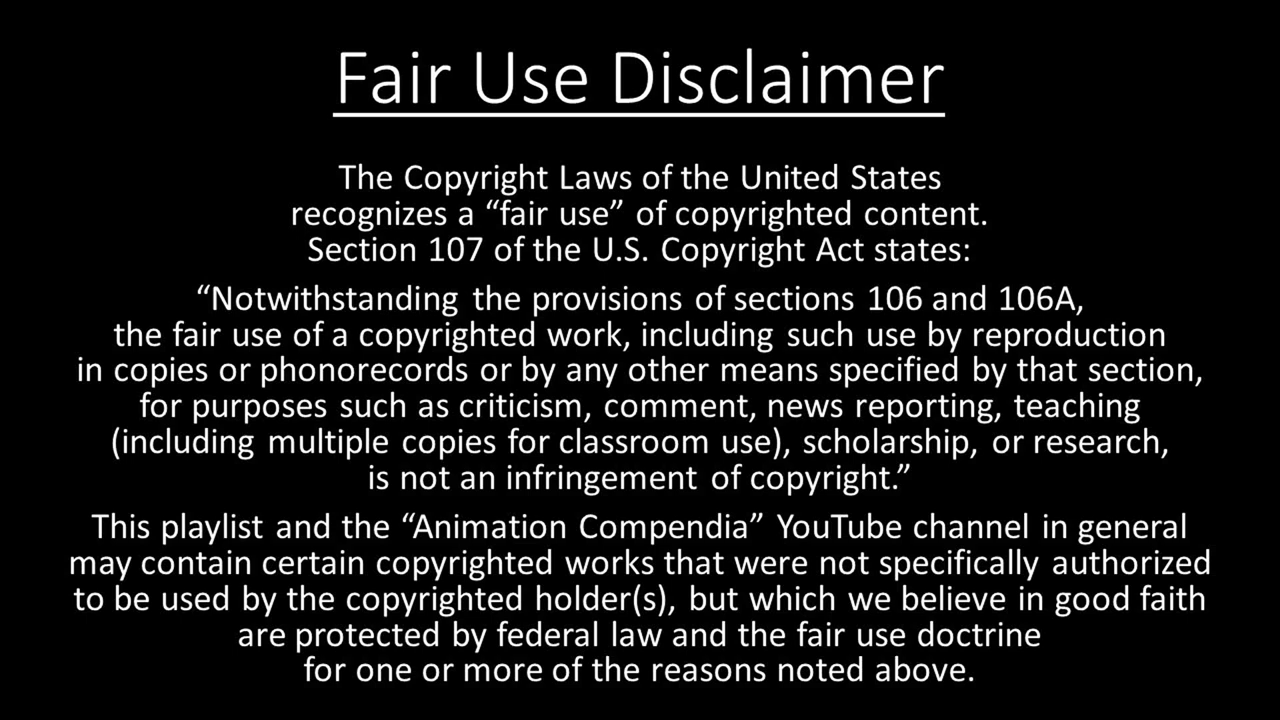 Fair Use Disclaimer
The Copyright Laws of the United States
recognizes a “fair use” of copyrighted content.
Section 107 of the U.S. Copyright Act states:
“Notwithstanding the provisions of sections 106 and 106A,
the fair use of a copyrighted work, including such use by reproduction
in copies or phonorecords or by any other means specified by that section,
for purposes such as criticism, comment, news reporting, teaching
(including multiple copies for classroom use), scholarship, or research,
is not an infringement of copyright.”
This playlist and the “Animation Compendia” YouTube channel in general
may contain certain copyrighted works that were not specifically authorized
to be used by the copyrighted holder(s), but which we believe in good faith
are protected by federal law and the fair use doctrine
for one or more of the reasons noted above.